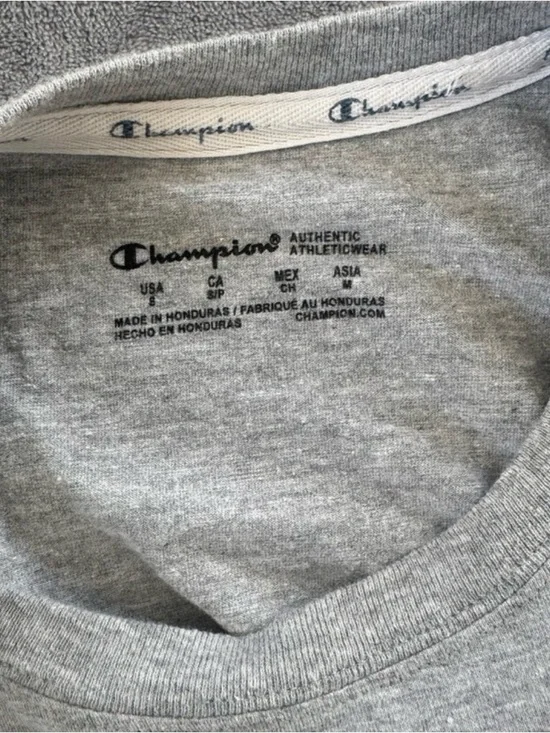 Champion Champion
Champion® AUTHENTIC
ATHLETICWEAR
USA CA MEX ASIA
S S/P CH M
MADE IN HONDURAS / FABRIQUÉ AU HONDURAS
HECHO EN HONDURAS CHAMPION.COM